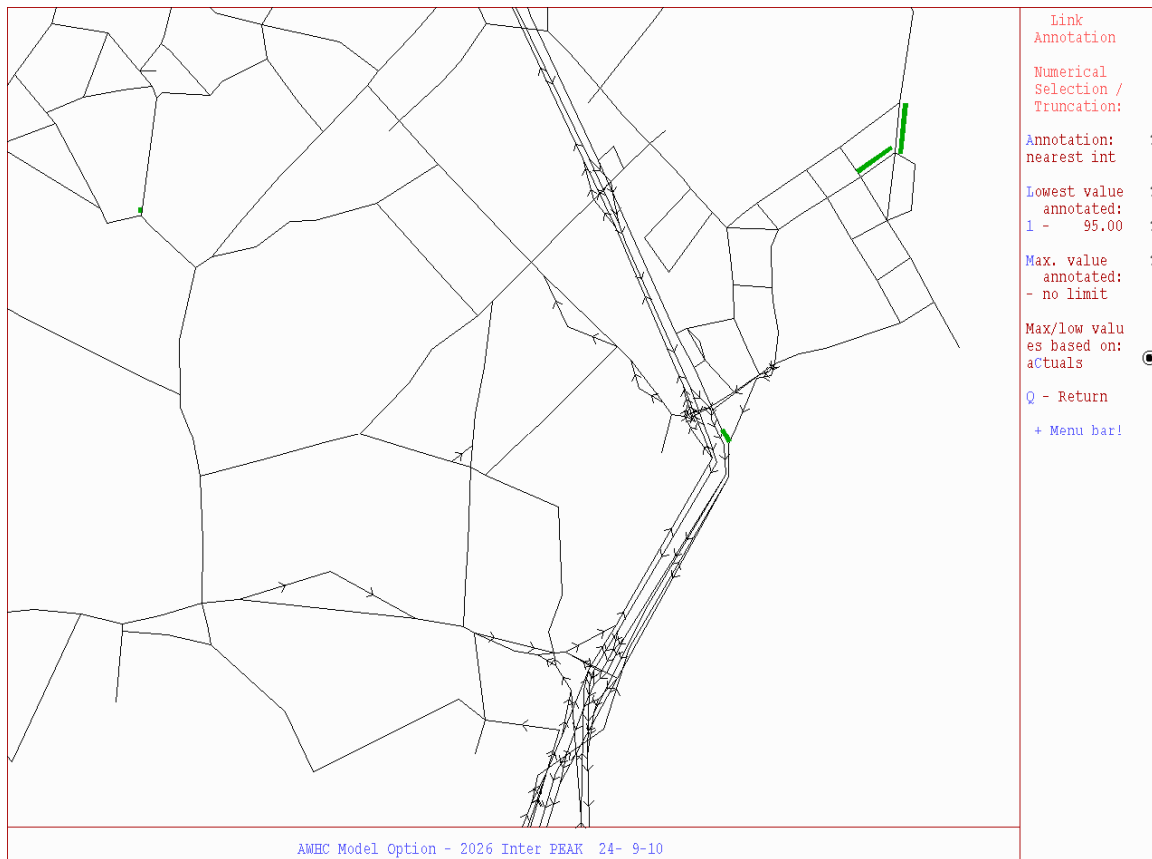 Link
Annotation
Numerical
Selection /
Truncation:
Annotation:
nearest int
Lowest value
annotated:
1 - 95.00
Max. value
annotated:
- no limit
Max/low valu
es based on:
aCtuals
Q - Return
+ Menu bar!
AWHC Model Option - 2026 Inter PEAK 24- 9-10